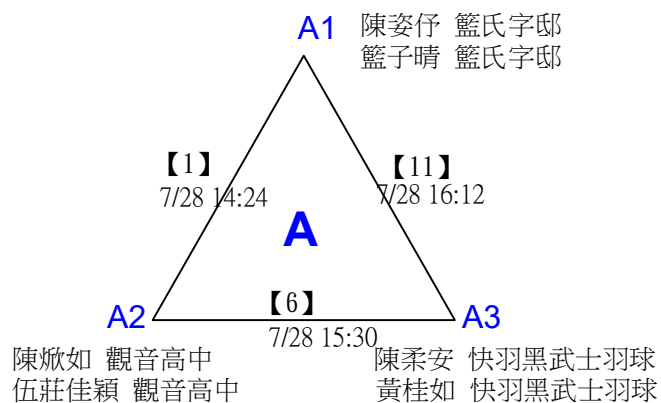 A1 陳姿伃 籃氏字邸
籃子晴 籃氏字邸
【1】
7/28 14:24
【11】
7/28 16:12
A
【6】
7/28 15:30
A2
A3
陳焮如 觀音高中
伍莊佳穎 觀音高中
陳柔安 快羽黑武士羽球
黃桂如 快羽黑武士羽球